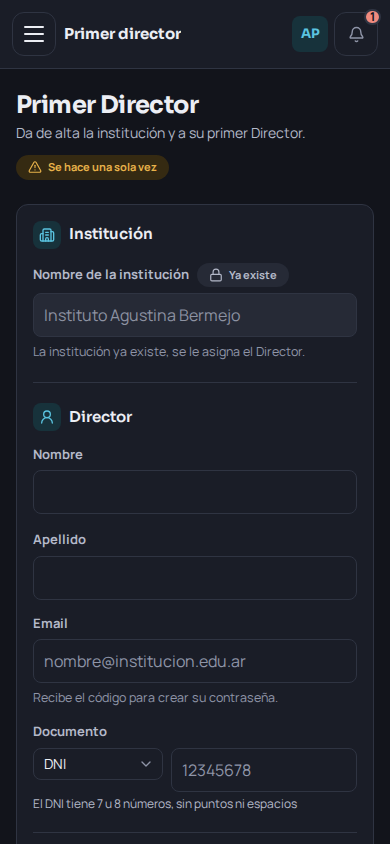 Primer director
AP
1
Primer Director
Da de alta la institución y a su primer Director.
Se hace una sola vez
Institución
Nombre de la institución
Ya existe
Instituto Agustina Bermejo
La institución ya existe, se le asigna el Director.
Director
Nombre
Apellido
Email
nombre@institucion.edu.ar
Recibe el código para crear su contraseña.
Documento
DNI
12345678
El DNI tiene 7 u 8 números, sin puntos ni espacios